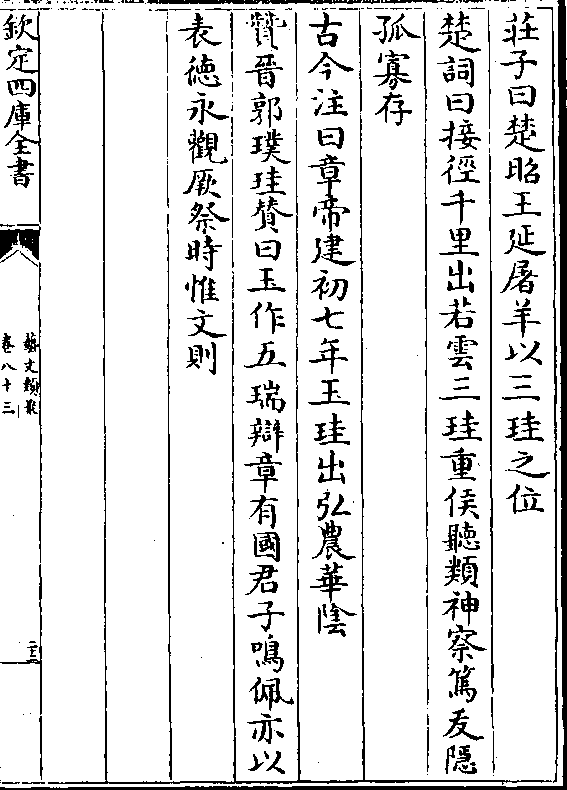 莊子曰楚昭王延屠羊以三珪之位
楚詞曰接徑千里出若雲三珪重侯聽類神察篤友隱
孤寡存
古今注曰章帝建初七年玉珪出弘農華陰
贊晉郭璞珪賛曰玉作五瑞辯章有國君子鳴佩亦以
表徳永觀厥祭時惟文則
欽定四庫全書
藝文類聚
卷八十三
二三